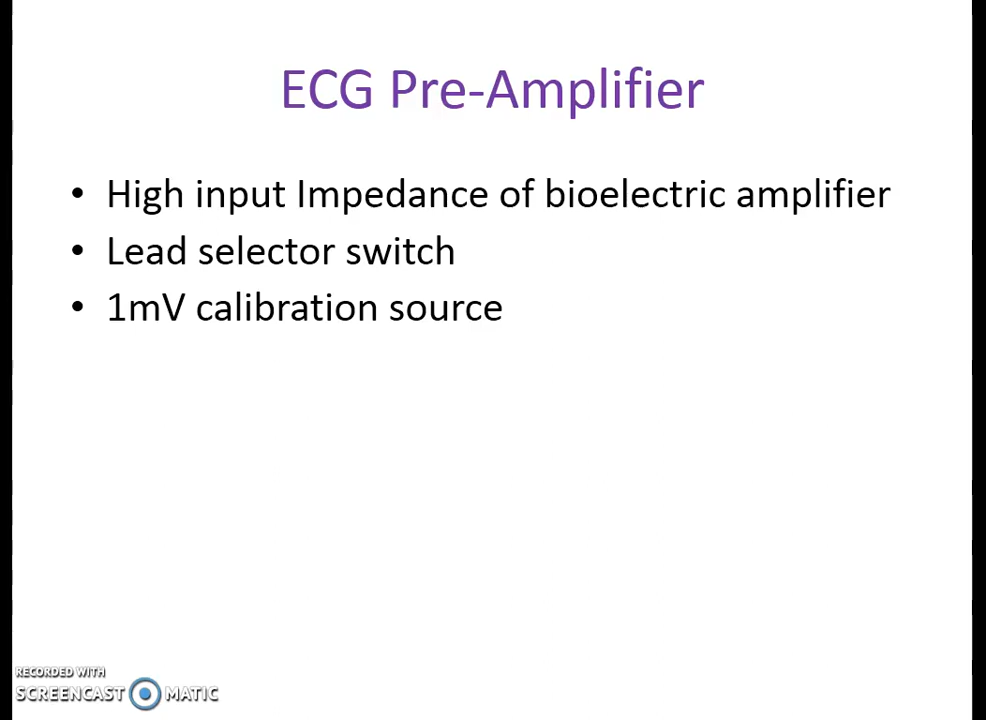 ECG Pre-Amplifier
• High input Impedance of bioelectric amplifier
• Lead selector switch
• 1mV calibration source
RECORDED WITH
SCREENCAST MATIC